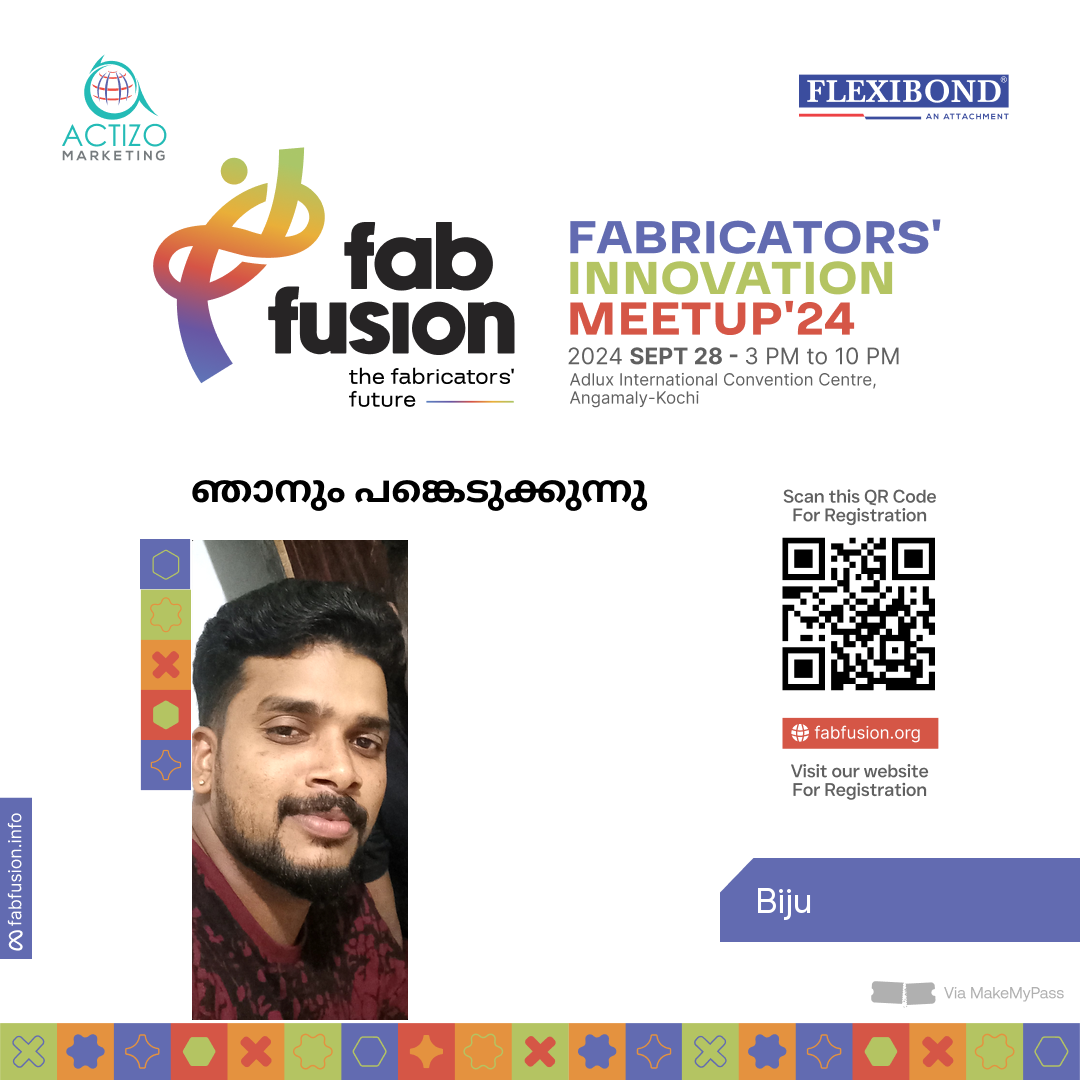 ACTIZO
MARKETING
FLEXIBOND®
AN ATTACHMENT
fab
fusion
the fabricators'
future
FABRICATORS'
INNOVATION
MEETUP'24
2024 SEPT 28 - 3 PM to 10 PM
Adlux International Convention Centre,
Angamaly-Kochi
ഞാനും പങ്കെടുക്കുന്നു
Scan this QR Code
For Registration
fabfusion.org
Visit our website
For Registration
fabfusion.info
Biju
Via MakeMyPass